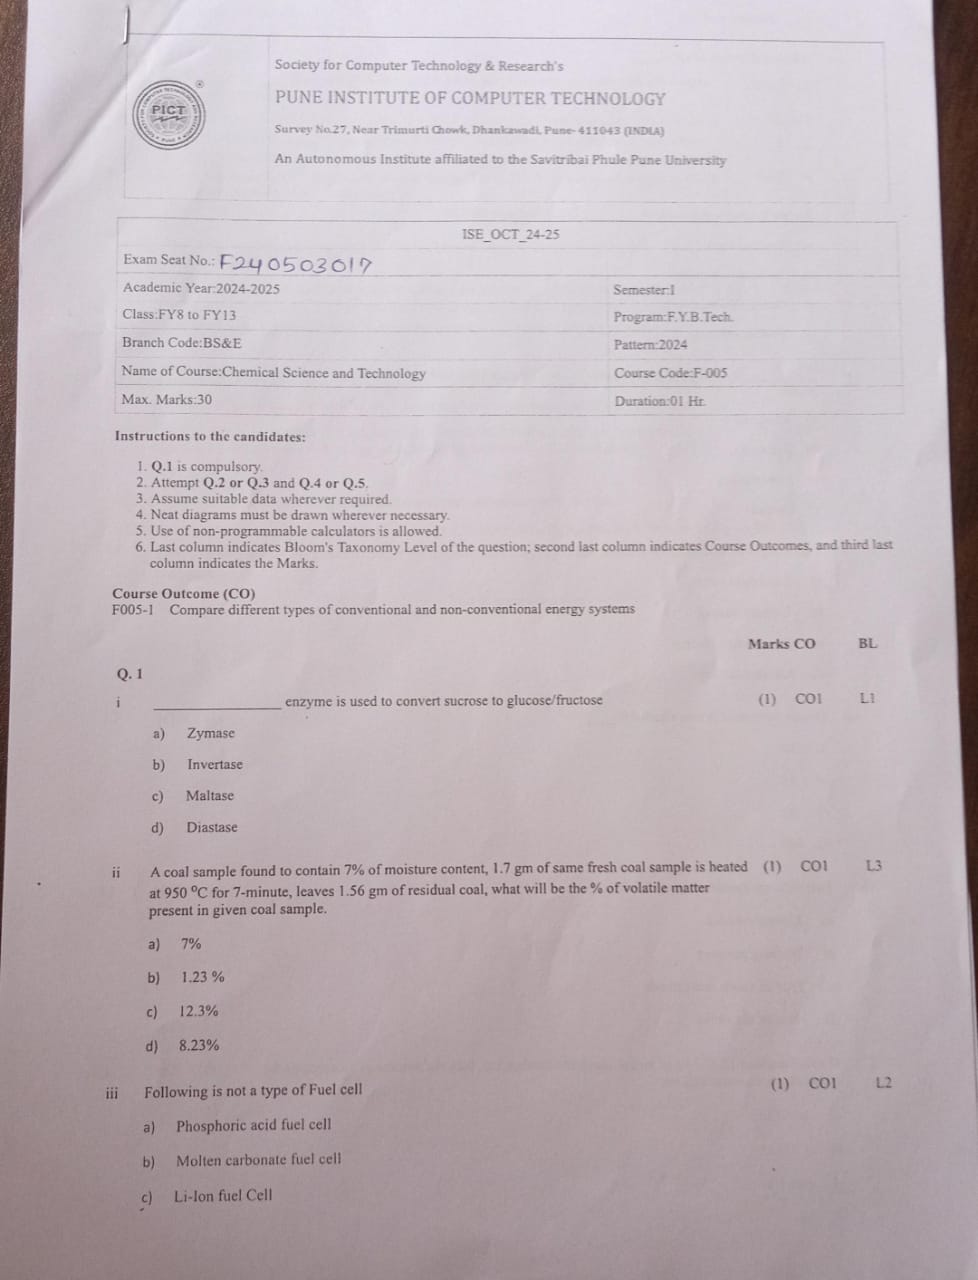 PICT
Society for Computer Technology & Research's
PUNE INSTITUTE OF COMPUTER TECHNOLOGY
Survey No.27, Near Trimurti Chowk, Dhankawadi, Pune- 411043 (INDIA)
An Autonomous Institute affiliated to the Savitribai Phule Pune University
ISE_OCT_24-25
Exam Seat No.: F240503017
Academic Year:2024-2025 Semester:I
Class:FY8 to FY13 Program:F.Y.B.Tech.
Branch Code:BS&E Pattern:2024
Name of Course:Chemical Science and Technology Course Code:F-005
Max. Marks:30 Duration:01 Hr.
Instructions to the candidates:
1. Q.1 is compulsory.
2. Attempt Q.2 or Q.3 and Q.4 or Q.5.
3. Assume suitable data wherever required.
4. Neat diagrams must be drawn wherever necessary.
5. Use of non-programmable calculators is allowed.
6. Last column indicates Bloom's Taxonomy Level of the question; second last column indicates Course Outcomes, and third last
column indicates the Marks.
Course Outcome (CO)
F005-1 Compare different types of conventional and non-conventional energy systems
Marks CO BL
Q. 1
i ______________ enzyme is used to convert sucrose to glucose/fructose (1) CO1 L1
a) Zymase
b) Invertase
c) Maltase
d) Diastase
ii A coal sample found to contain 7% of moisture content, 1.7 gm of same fresh coal sample is heated (1) CO1 L3
at 950 °C for 7-minute, leaves 1.56 gm of residual coal, what will be the % of volatile matter
present in given coal sample.
a) 7%
b) 1.23 %
c) 12.3%
d) 8.23%
iii Following is not a type of Fuel cell (1) CO1 L2
a) Phosphoric acid fuel cell
b) Molten carbonate fuel cell
c) Li-Ion fuel Cell